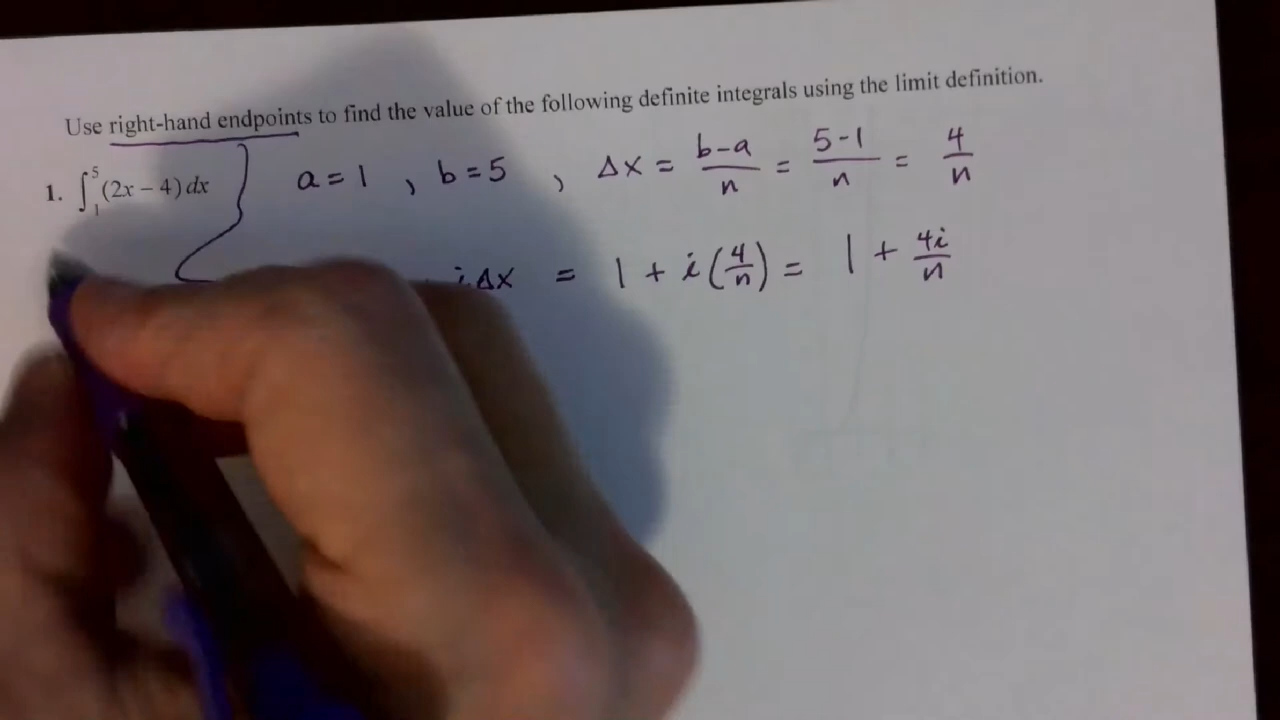 Use right-hand endpoints to find the value of the following definite integrals using the limit definition.
1. ∫₁⁵ (2x − 4) dx a = 1 , b = 5 , Δx = (b−a)/n = (5−1)/n = 4/n
iΔx = 1 + i(4/n) = 1 + 4i/n